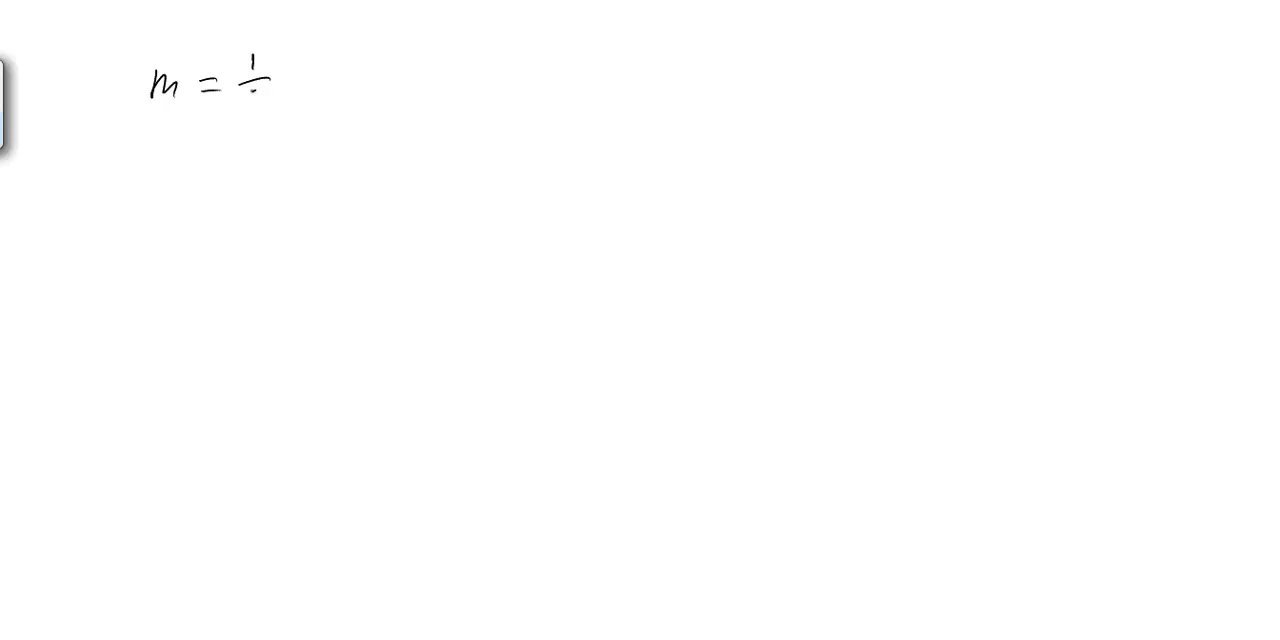 m = 1/